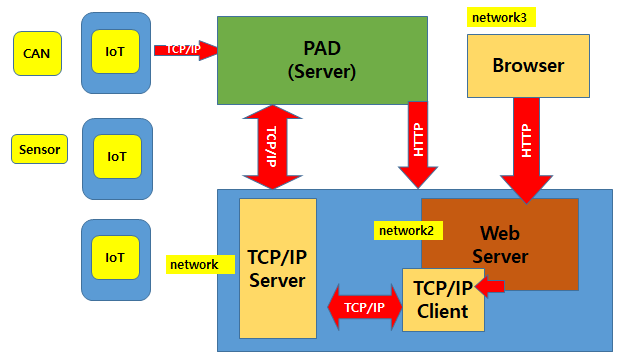 network3
CAN
IoT
TCP/IP
PAD
(Server)
Browser
Sensor
IoT
TCP/IP
HTTP
HTTP
IoT
network
TCP/IP
Server
network2
Web
Server
TCP/IP
TCP/IP
Client